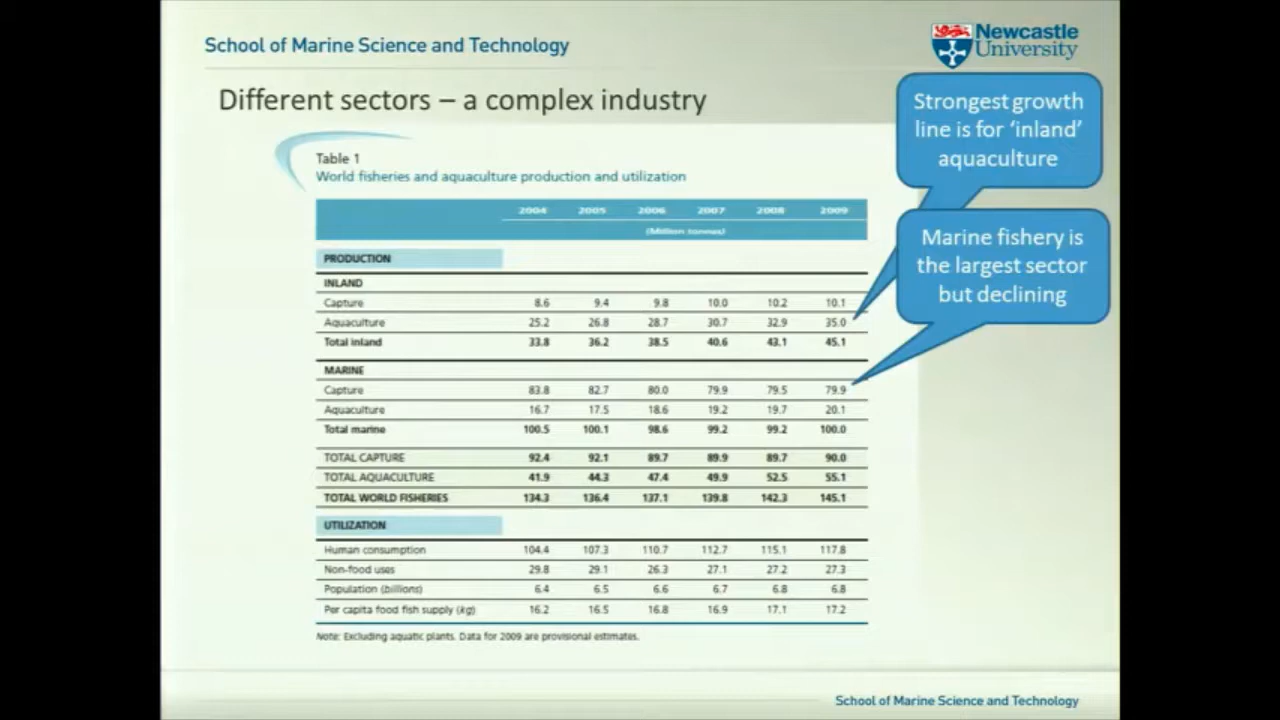 School of Marine Science and Technology
Newcastle
University
Different sectors – a complex industry
Strongest growth
line is for ‘inland’
aquaculture
Marine fishery is
the largest sector
but declining
Table 1
World fisheries and aquaculture production and utilization
2004 2005 2006 2007 2008 2009
(Million tonnes)
PRODUCTION
INLAND
Capture 8.6 9.4 9.8 10.0 10.2 10.1
Aquaculture 25.2 26.8 28.7 30.7 32.9 35.0
Total inland 33.8 36.2 38.5 40.6 43.1 45.1
MARINE
Capture 83.8 82.7 80.0 79.9 79.5 79.9
Aquaculture 16.7 17.5 18.6 19.2 19.7 20.1
Total marine 100.5 100.1 98.6 99.2 99.2 100.0
TOTAL CAPTURE 92.4 92.1 89.7 89.9 89.7 90.0
TOTAL AQUACULTURE 41.9 44.3 47.4 49.9 52.5 55.1
TOTAL WORLD FISHERIES 134.3 136.4 137.1 139.8 142.3 145.1
UTILIZATION
Human consumption 104.4 107.3 110.7 112.7 115.1 117.8
Non-food uses 29.8 29.1 26.3 27.1 27.2 27.3
Population (billions) 6.4 6.5 6.6 6.7 6.8 6.8
Per capita food fish supply (kg) 16.2 16.5 16.8 16.9 17.1 17.2
Note: Excluding aquatic plants. Data for 2009 are provisional estimates.
School of Marine Science and Technology